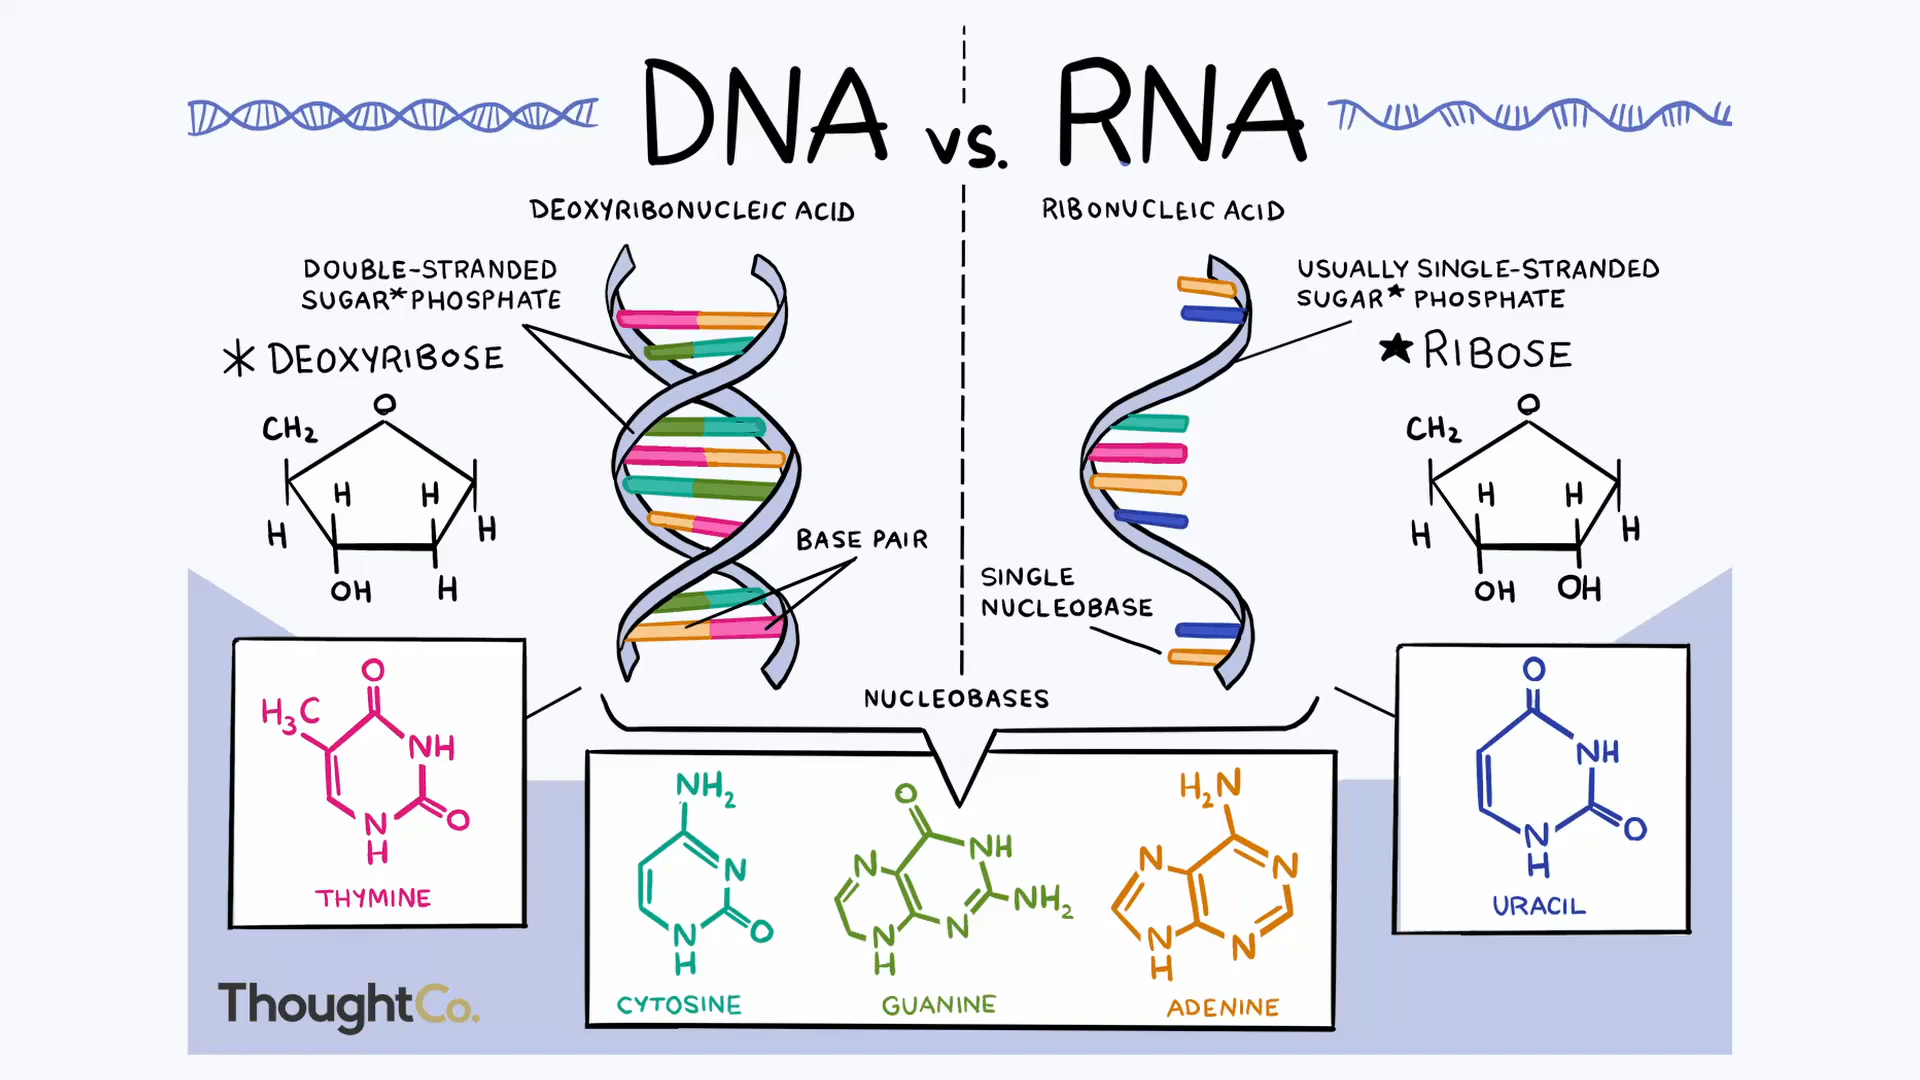 DNA vs. RNA
DEOXYRIBONUCLEIC ACID
DOUBLE-STRANDED
SUGAR* PHOSPHATE
* DEOXYRIBOSE
O
CH2
H H
H H
OH H
BASE PAIR
RIBONUCLEIC ACID
USUALLY SINGLE-STRANDED
SUGAR★ PHOSPHATE
★ RIBOSE
O
CH2
H H
H H
OH OH
SINGLE
NUCLEOBASE
NUCLEOBASES
O
H3C
NH
O
N
H
THYMINE
NH2
N
O
N
H
CYTOSINE
O
N NH
NH2
N N
H
GUANINE
H2N
N N
N N
H
ADENINE
O
NH
O
N
H
URACIL
ThoughtCo.